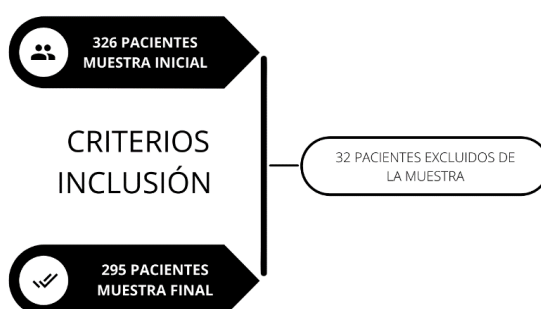 326 PACIENTES
MUESTRA INICIAL
CRITERIOS
INCLUSIÓN
32 PACIENTES EXCLUIDOS DE
LA MUESTRA
295 PACIENTES
MUESTRA FINAL